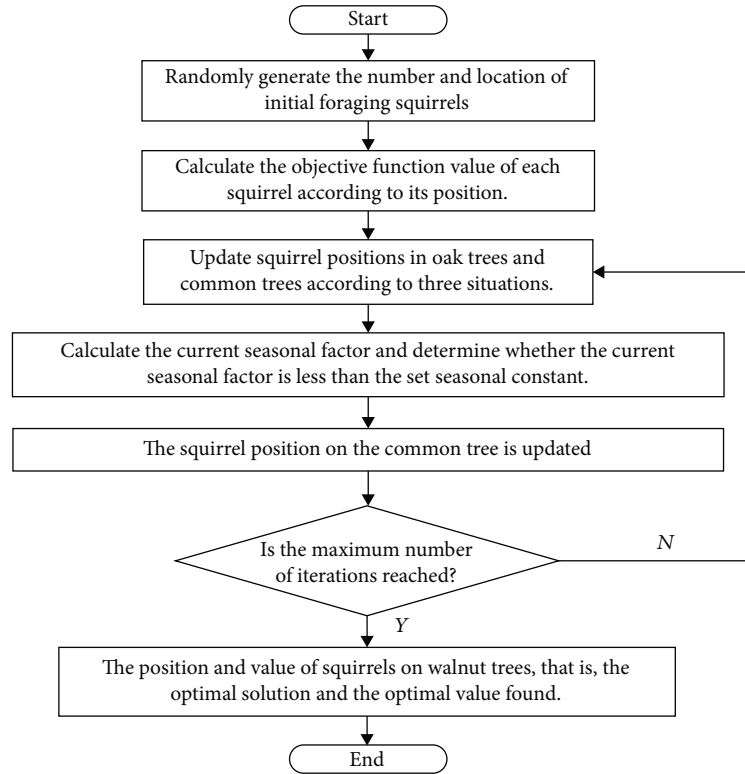 Start
Randomly generate the number and location of
initial foraging squirrels
Calculate the objective function value of each
squirrel according to its position.
Update squirrel positions in oak trees and
common trees according to three situations.
Calculate the current seasonal factor and determine whether the current
seasonal factor is less than the set seasonal constant.
The squirrel position on the common tree is updated
Is the maximum number
of iterations reached?
N
Y
The position and value of squirrels on walnut trees, that is, the
optimal solution and the optimal value found.
End